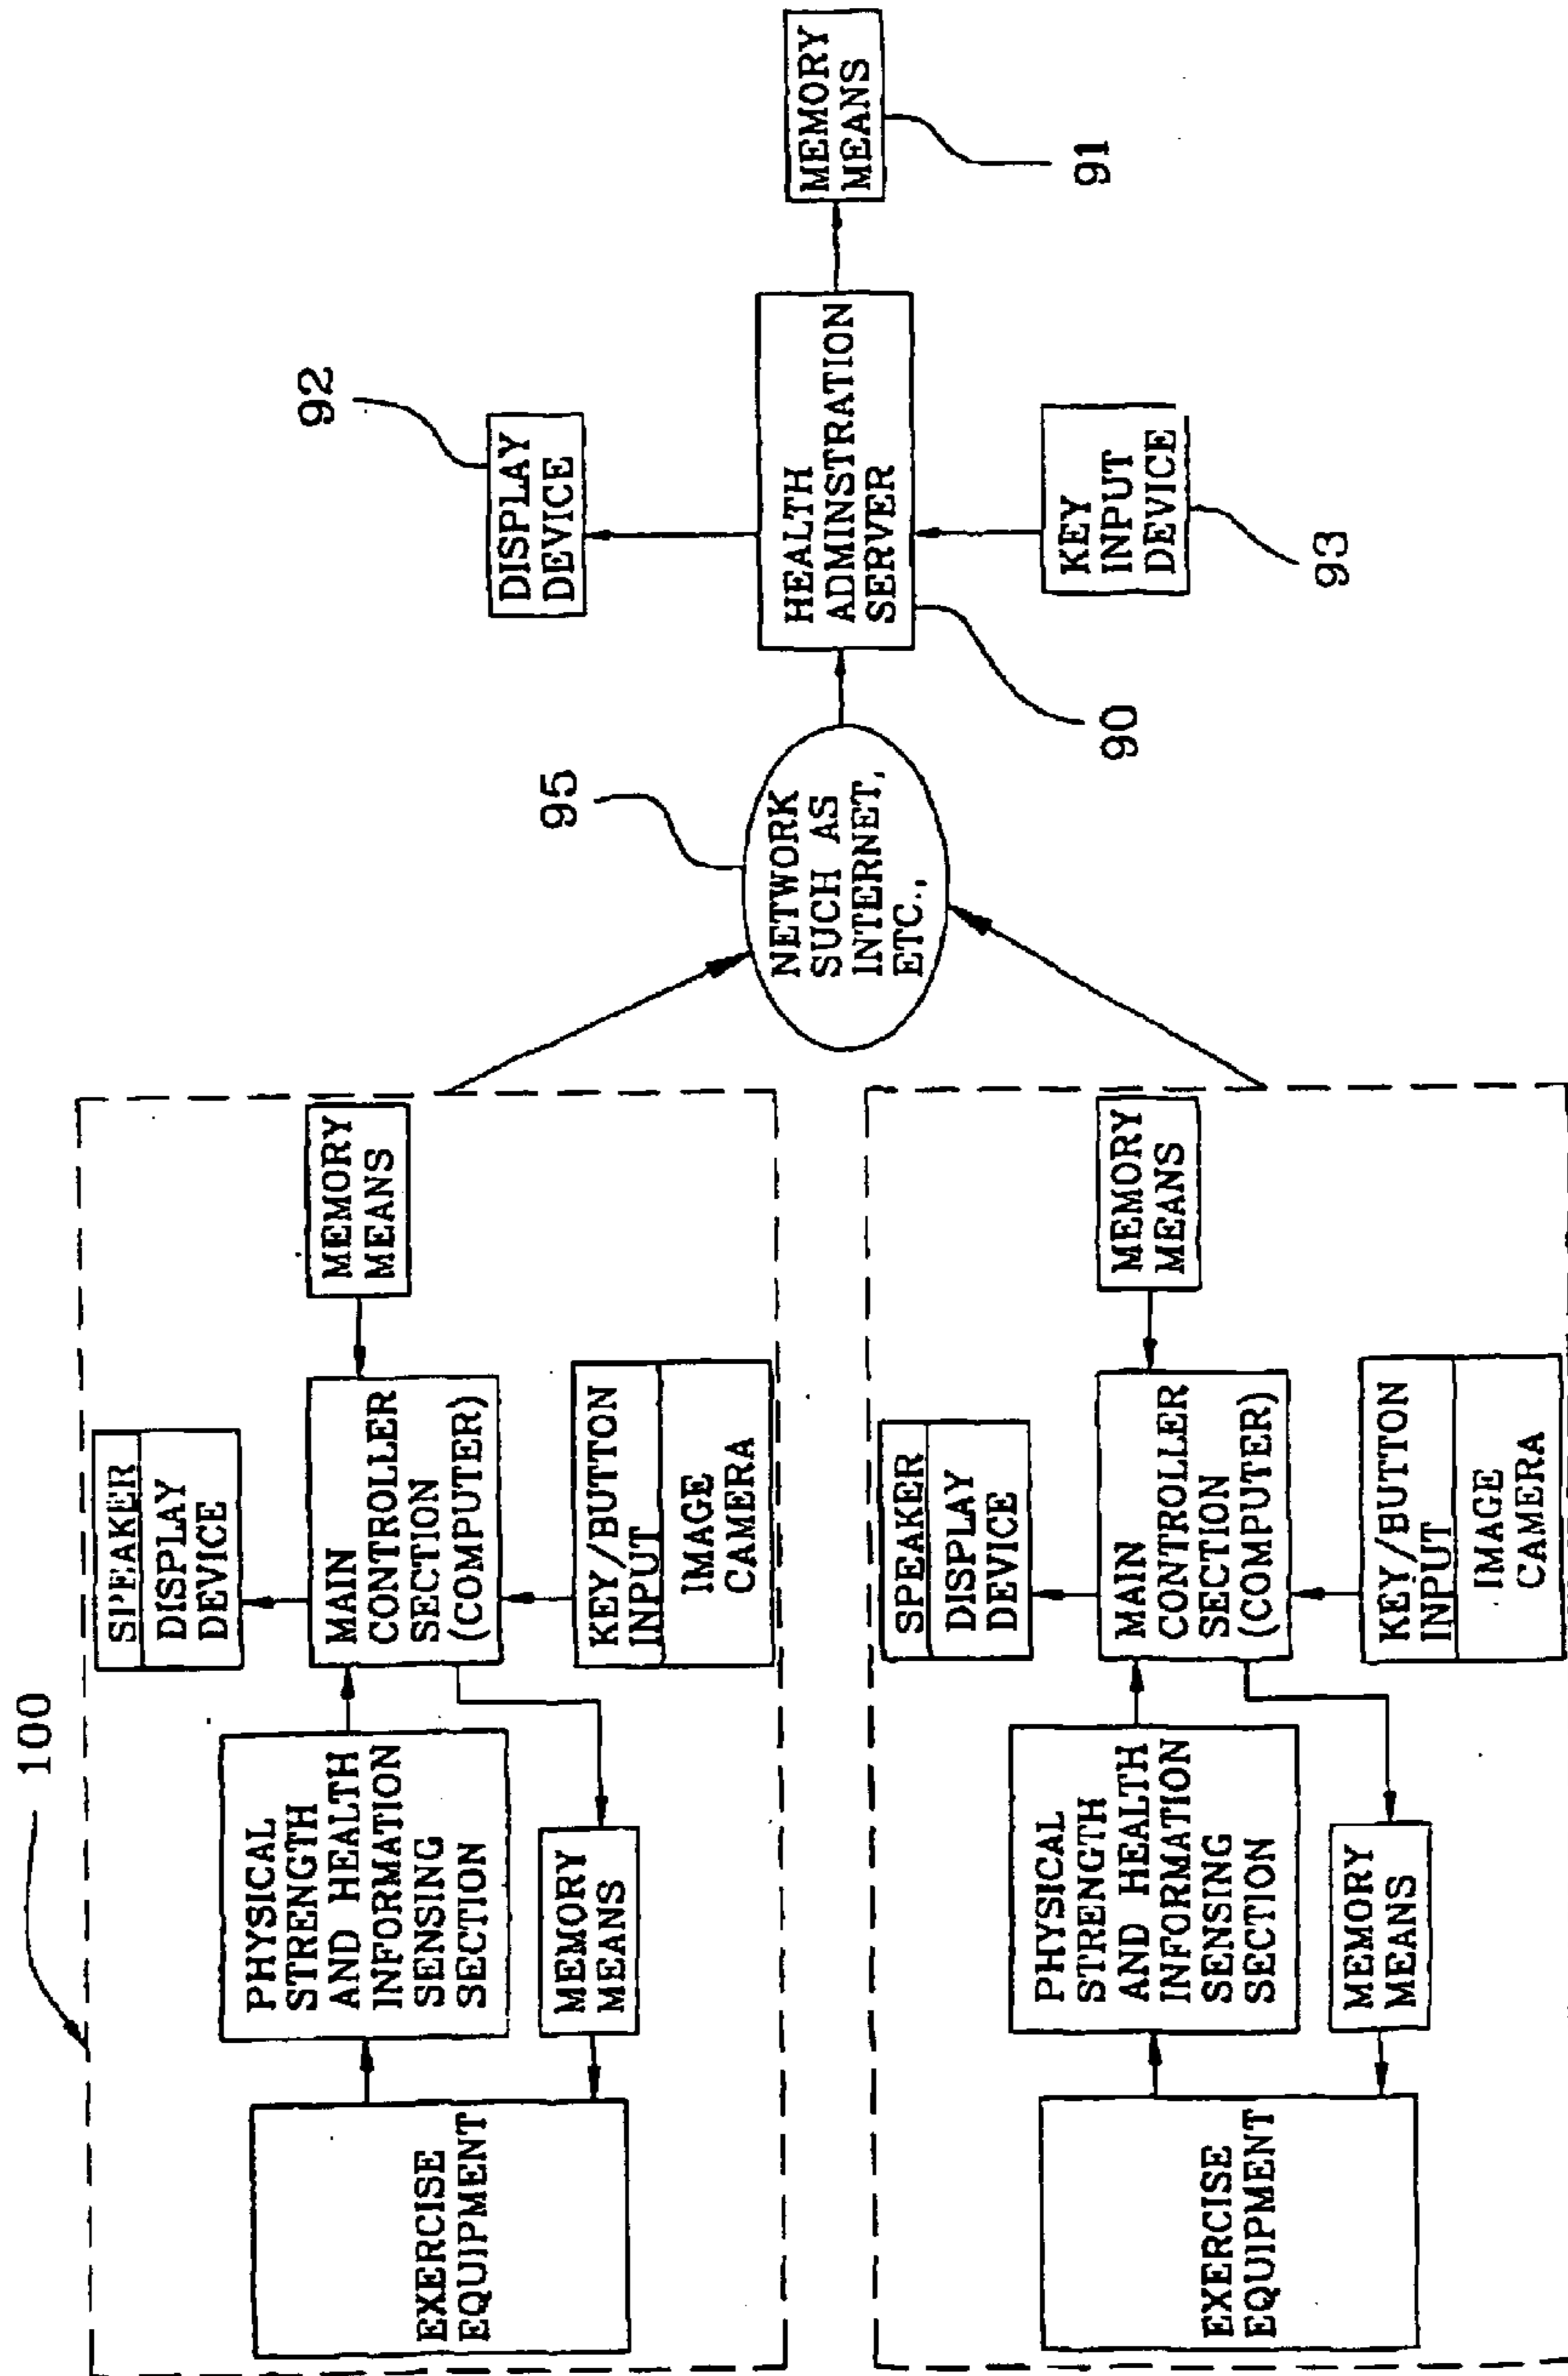 100
SPEAKER
DISPLAY
DEVICE
EXERCISE
EQUIPMENT
PHYSICAL
STRENGTH
AND HEALTH
INFORMATION
SENSING
SECTION
MAIN
CONTROLLER
SECTION
(COMPUTER)
MEMORY
MEANS
MEMORY
MEANS
KEY/BUTTON
INPUT
IMAGE
CAMERA
SPEAKER
DISPLAY
DEVICE
EXERCISE
EQUIPMENT
PHYSICAL
STRENGTH
AND HEALTH
INFORMATION
SENSING
SECTION
MAIN
CONTROLLER
SECTION
(COMPUTER)
MEMORY
MEANS
MEMORY
MEANS
KEY/BUTTON
INPUT
IMAGE
CAMERA
95
NETWORK
SUCH AS
INTERNET,
ETC.,
92
DISPLAY
DEVICE
HEALTH
ADMINSTRATION
SERVER
90
KEY
INPUT
DEVICE
93
MEMORY
MEANS
91